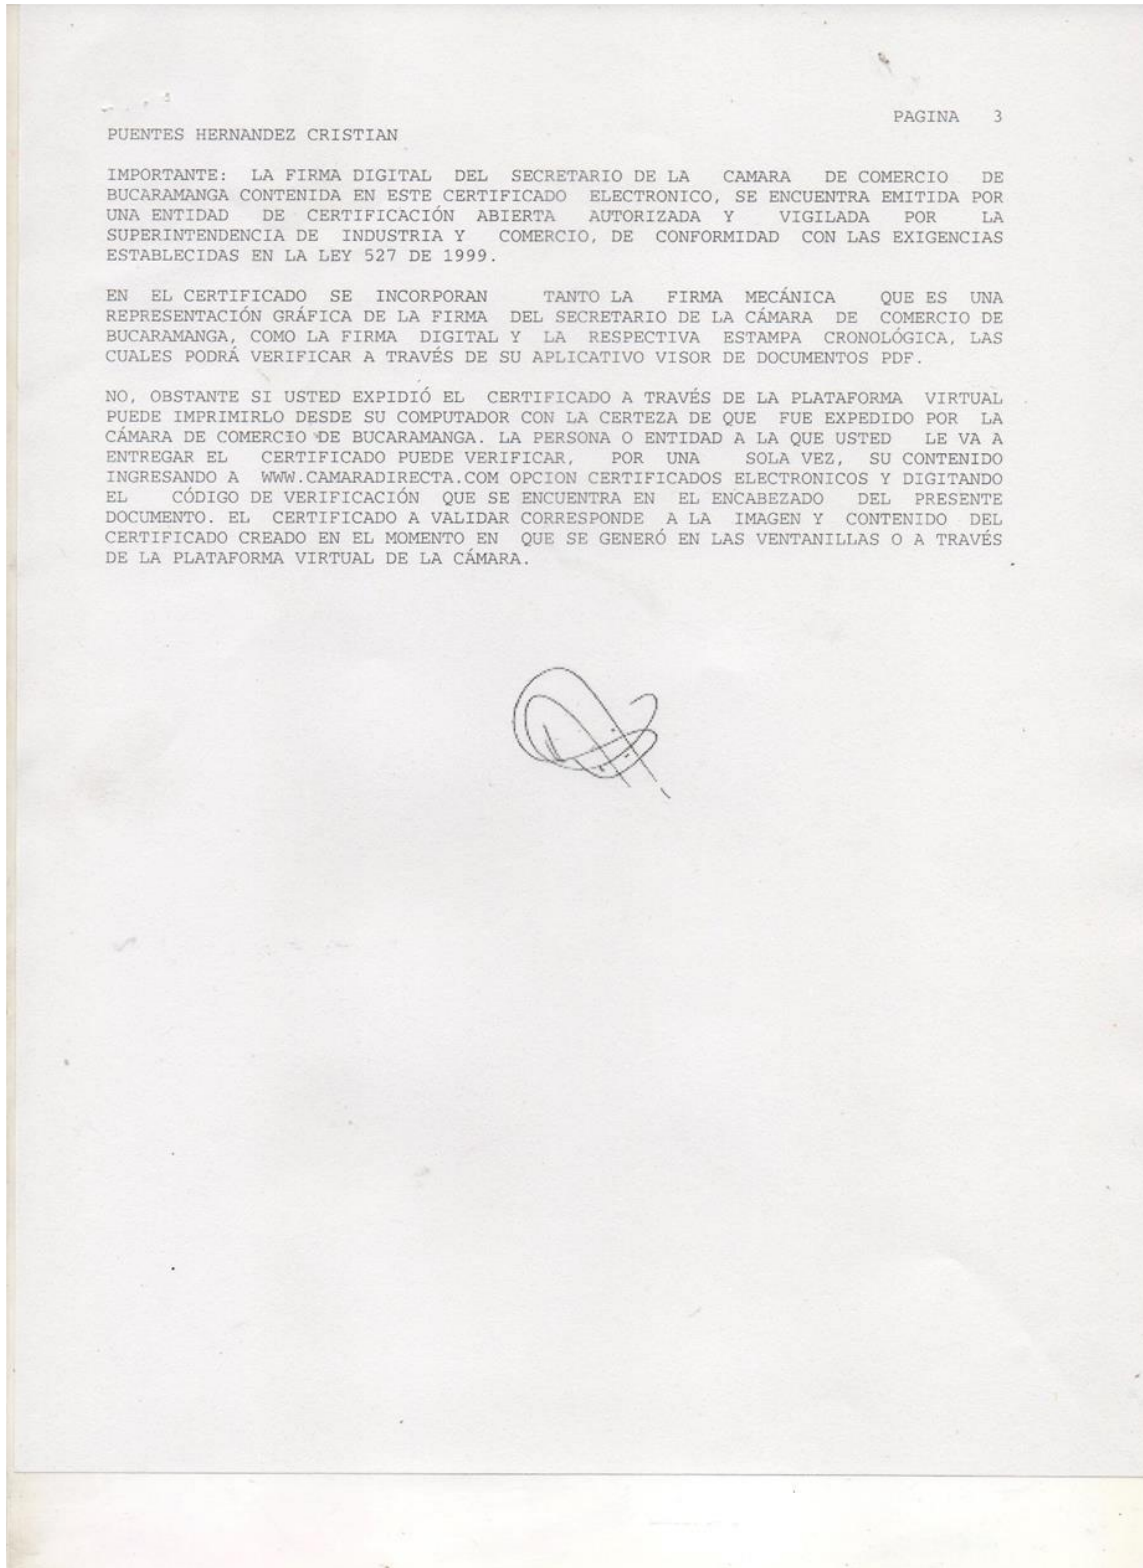 PAGINA 3
PUENTES HERNANDEZ CRISTIAN
IMPORTANTE: LA FIRMA DIGITAL DEL SECRETARIO DE LA CAMARA DE COMERCIO DE
BUCARAMANGA CONTENIDA EN ESTE CERTIFICADO ELECTRONICO, SE ENCUENTRA EMITIDA POR
UNA ENTIDAD DE CERTIFICACIÓN ABIERTA AUTORIZADA Y VIGILADA POR LA
SUPERINTENDENCIA DE INDUSTRIA Y COMERCIO, DE CONFORMIDAD CON LAS EXIGENCIAS
ESTABLECIDAS EN LA LEY 527 DE 1999.
EN EL CERTIFICADO SE INCORPORAN TANTO LA FIRMA MECÁNICA QUE ES UNA
REPRESENTACIÓN GRÁFICA DE LA FIRMA DEL SECRETARIO DE LA CÁMARA DE COMERCIO DE
BUCARAMANGA, COMO LA FIRMA DIGITAL Y LA RESPECTIVA ESTAMPA CRONOLÓGICA, LAS
CUALES PODRÁ VERIFICAR A TRAVÉS DE SU APLICATIVO VISOR DE DOCUMENTOS PDF.
NO, OBSTANTE SI USTED EXPIDIÓ EL CERTIFICADO A TRAVÉS DE LA PLATAFORMA VIRTUAL
PUEDE IMPRIMIRLO DESDE SU COMPUTADOR CON LA CERTEZA DE QUE FUE EXPEDIDO POR LA
CÁMARA DE COMERCIO DE BUCARAMANGA. LA PERSONA O ENTIDAD A LA QUE USTED LE VA A
ENTREGAR EL CERTIFICADO PUEDE VERIFICAR, POR UNA SOLA VEZ, SU CONTENIDO
INGRESANDO A WWW.CAMARADIRECTA.COM OPCION CERTIFICADOS ELECTRONICOS Y DIGITANDO
EL CÓDIGO DE VERIFICACIÓN QUE SE ENCUENTRA EN EL ENCABEZADO DEL PRESENTE
DOCUMENTO. EL CERTIFICADO A VALIDAR CORRESPONDE A LA IMAGEN Y CONTENIDO DEL
CERTIFICADO CREADO EN EL MOMENTO EN QUE SE GENERÓ EN LAS VENTANILLAS O A TRAVÉS
DE LA PLATAFORMA VIRTUAL DE LA CÁMARA.